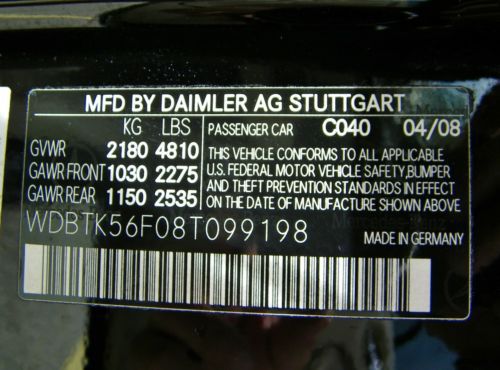 MFD BY DAIMLER AG STUTTGART
KG LBS PASSENGER CAR C040 04/08
GVWR 2180 4810
GAWR FRONT 1030 2275
GAWR REAR 1150 2535
THIS VEHICLE CONFORMS TO ALL APPLICABLE
U.S. FEDERAL MOTOR VEHICLE SAFETY,BUMPER
AND THEFT PREVENTION STANDARDS IN EFFECT
ON THE DATE OF MANUFACTURE SHOWN ABOVE.
WDBTK56F08T099198
MADE IN GERMANY